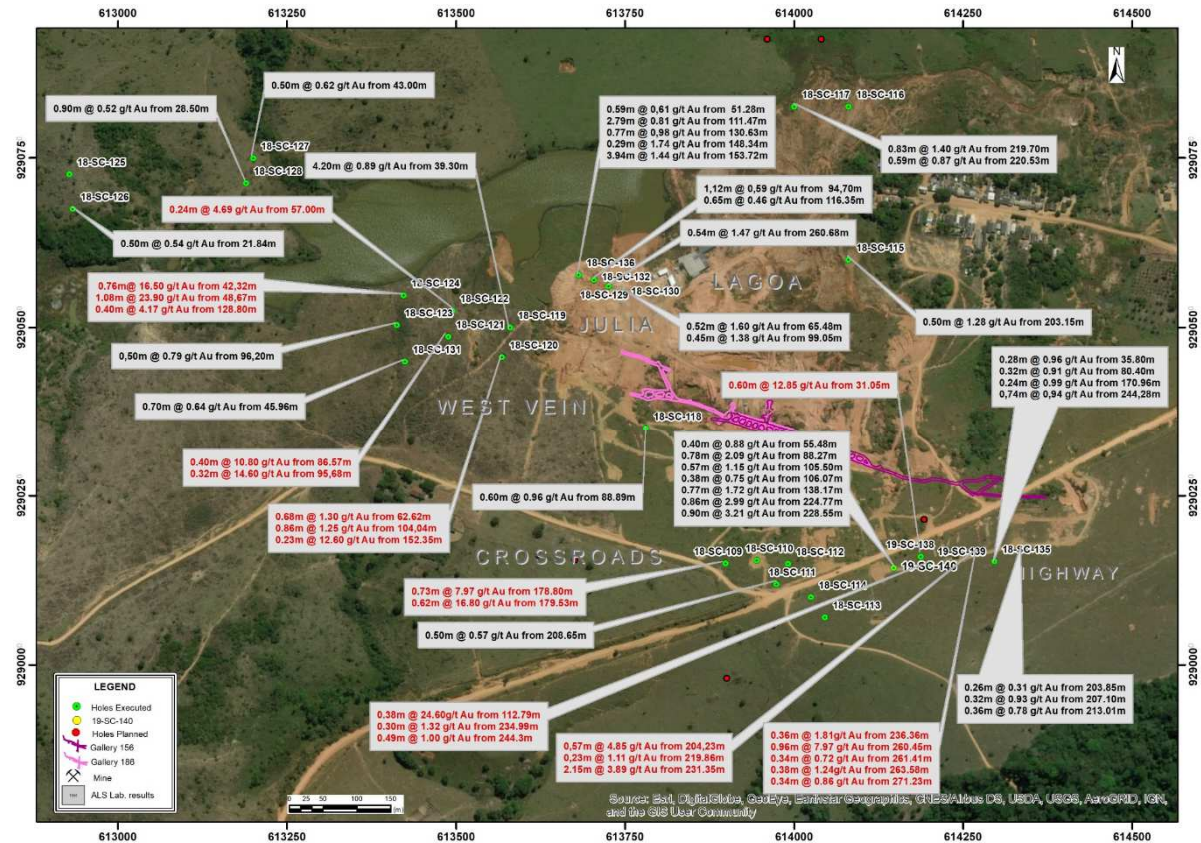 613000 613250 613500 613750 614000 614250 614500
N
0.50m @ 0.62 g/t Au from 43.00m
0.90m @ 0.52 g/t Au from 28.50m
18-SC-127
18-SC-128
18-SC-125
18-SC-126
4.20m @ 0.89 g/t Au from 39.30m
0.59m @ 0,61 g/t Au from 51.28m
2.79m @ 0.81 g/t Au from 111.47m
0.77m @ 0,98 g/t Au from 130.63m
0.29m @ 1.74 g/t Au from 148.34m
3.94m @ 1.44 g/t Au from 153.72m
18-SC-117
18-SC-116
0.83m @ 1.40 g/t Au from 219.70m
0.59m @ 0.87 g/t Au from 220.53m
0.24m @ 4.69 g/t Au from 57.00m
1,12m @ 0,59 g/t Au from 94,70m
0.65m @ 0.46 g/t Au from 116.35m
0.50m @ 0.54 g/t Au from 21.84m
0.54m @ 1.47 g/t Au from 260.68m
18-SC-115
18-SC-136
18-SC-132
18-SC-129
18-SC-130
LAGOA
JULIA
0.76m@ 16.50 g/t Au from 42,32m
1.08m @ 23.90 g/t Au from 48,67m
0.40m @ 4.17 g/t Au from 128.80m
18-SC-124
18-SC-122
18-SC-123
18-SC-121
18-SC-119
18-SC-120
18-SC-131
0.52m @ 1.60 g/t Au from 65.48m
0.45m @ 1.38 g/t Au from 99.05m
0.50m @ 1.28 g/t Au from 203.15m
0,50m @ 0.79 g/t Au from 96,20m
0.28m @ 0.96 g/t Au from 35.80m
0.32m @ 0.91 g/t Au from 80.40m
0.24m @ 0.99 g/t Au from 170.96m
0,74m @ 0,94 g/t Au from 244,28m
0.60m @ 12.85 g/t Au from 31.05m
0.70m @ 0.64 g/t Au from 45.96m
WEST VEIN
18-SC-118
0.40m @ 0.88 g/t Au from 55.48m
0.78m @ 2.09 g/t Au from 88.27m
0.57m @ 1.15 g/t Au from 105.50m
0.38m @ 0.75 g/t Au from 106.07m
0.77m @ 1.72 g/t Au from 138.17m
0.86m @ 2.99 g/t Au from 224.77m
0.90m @ 3.21 g/t Au from 228.55m
0.40m @ 10.80 g/t Au from 86.57m
0.32m @ 14.60 g/t Au from 95,68m
0.60m @ 0.96 g/t Au from 88.89m
0.68m @ 1.30 g/t Au from 62.62m
0.86m @ 1.25 g/t Au from 104,04m
0.23m @ 12.60 g/t Au from 152.35m
CROSSROADS
18-SC-109
18-SC-110
18-SC-112
18-SC-111
18-SC-114
18-SC-113
19-SC-138
19-SC-139
19-SC-140
18-SC-135
HIGHWAY
0.73m @ 7.97 g/t Au from 178.80m
0.62m @ 16.80 g/t Au from 179.53m
0.50m @ 0.57 g/t Au from 208.65m
0.26m @ 0.31 g/t Au from 203.85m
0.32m @ 0.93 g/t Au from 207.10m
0.36m @ 0.78 g/t Au from 213.01m
0.38m @ 24.60g/t Au from 112.79m
0.30m @ 1.32 g/t Au from 234.99m
0.49m @ 1.00 g/t Au from 244.3m
0,57m @ 4.85 g/t Au from 204,23m
0,23m @ 1.11 g/t Au from 219.86m
2.15m @ 3.89 g/t Au from 231.35m
0.36m @ 1.81g/t Au from 236.36m
0.96m @ 7.97 g/t Au from 260.45m
0.34m @ 0.72 g/t Au from 261.41m
0.38m @ 1.24g/t Au from 263.58m
0.34m @ 0.86 g/t Au from 271.23m
LEGEND
Holes Executed
19-SC-140
Holes Planned
Gallery 156
Gallery 186
Mine
ALS Lab. results
0 25 50 100 150
(m)
Source: Esri, DigitalGlobe, GeoEye, Earthstar Geographics, CNES/Airbus DS, USDA, USGS, AeroGRID, IGN,
and the GIS User Community
9290750 9290500 9290250 9290000
9290750 9290500 9290250 9290000
613000 613250 613500 613750 614000 614250 614500